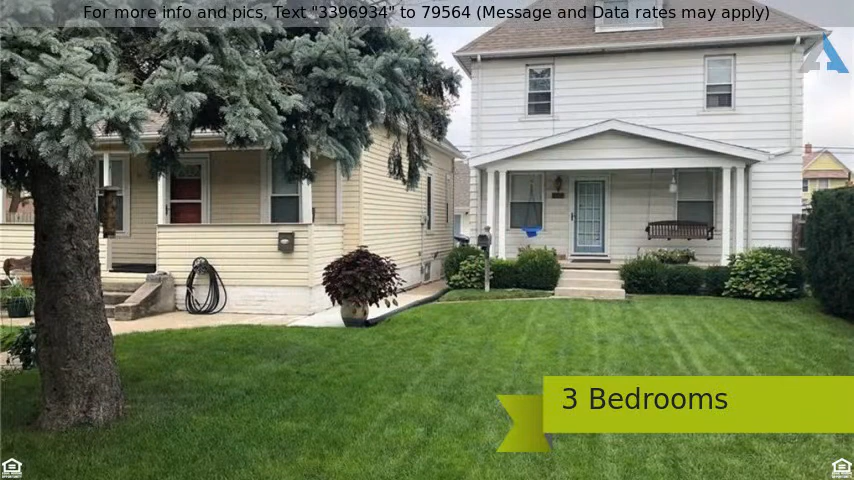 For more info and pics, Text "3396934" to 79564 (Message and Data rates may apply)
3 Bedrooms